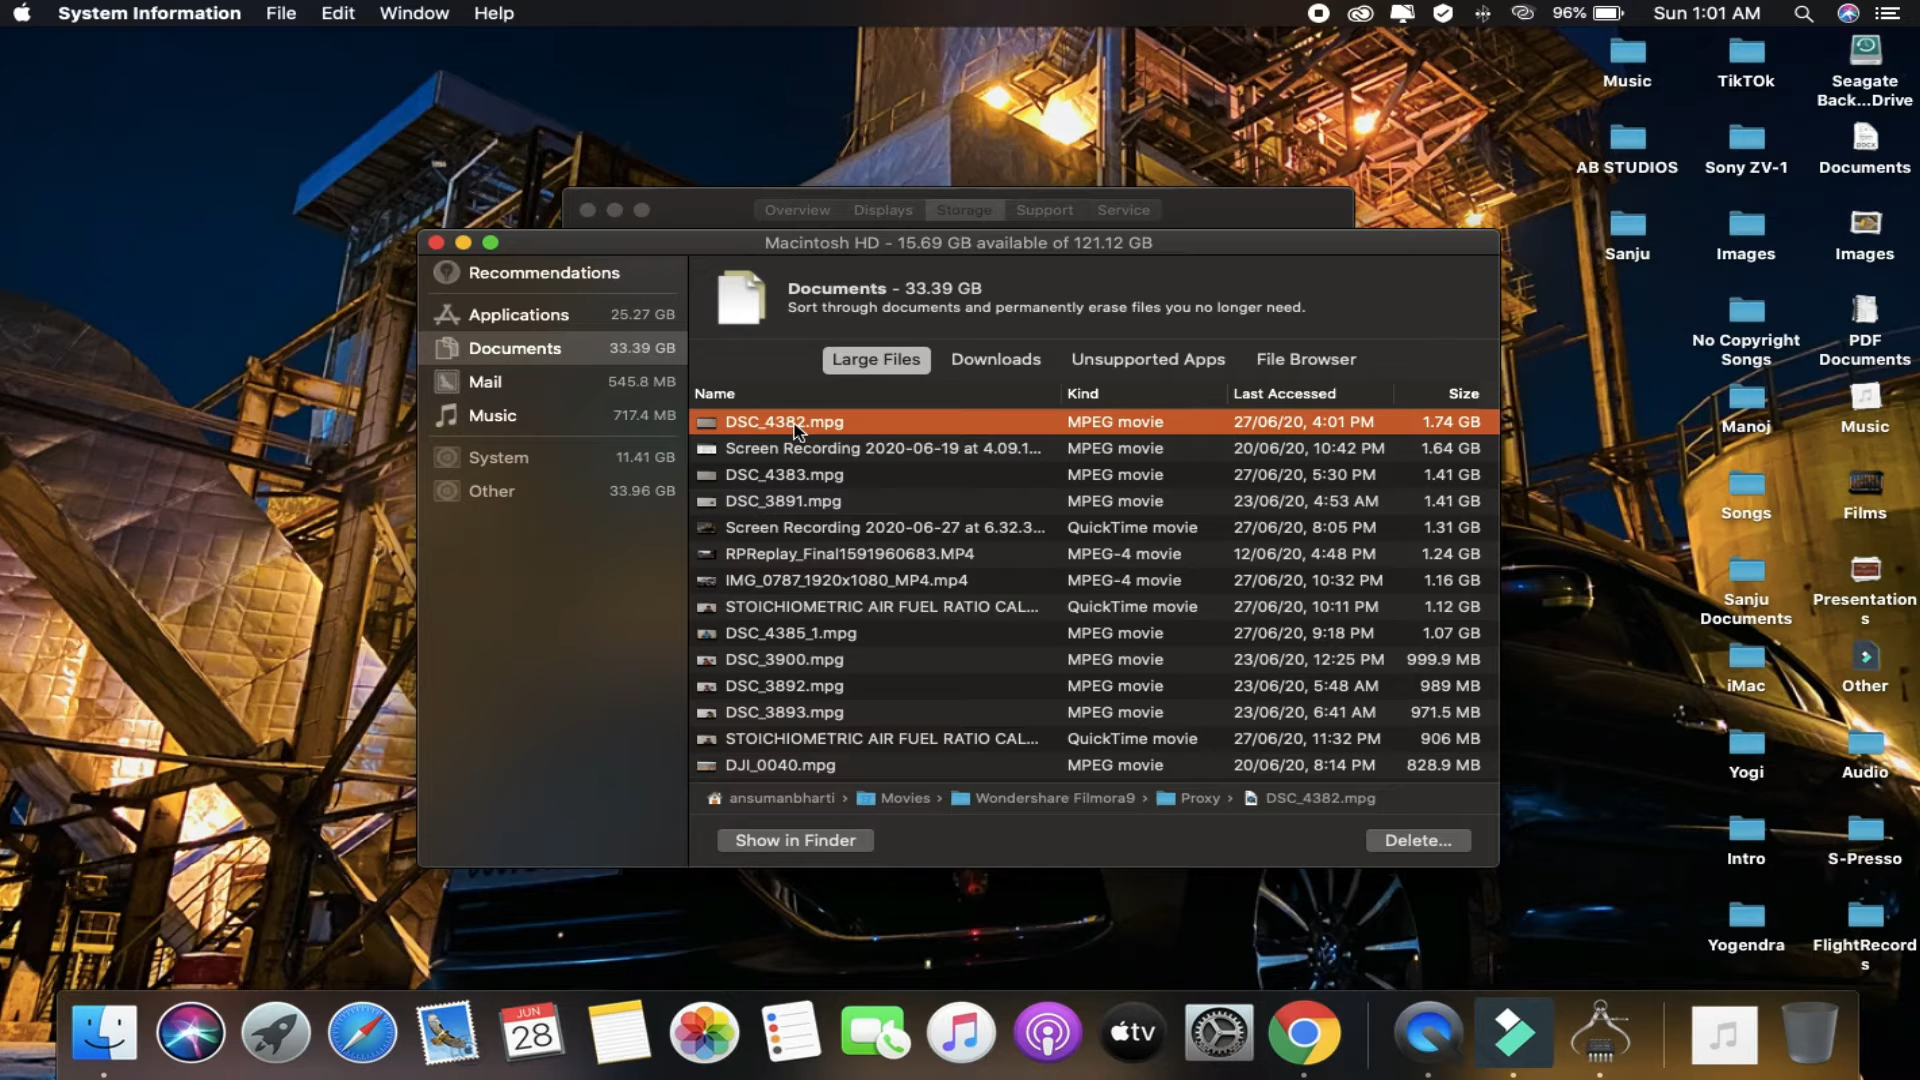 System Information File Edit Window Help 96% Sun 1:01 AM
Music TikTOk Seagate
Back...Drive
AB STUDIOS Sony ZV-1 Documents
Sanju Images Images
No Copyright PDF
Songs Documents
Manoj Music
Songs Films
Sanju Presentation
Documents s
iMac Other
Yogi Audio
Intro S-Presso
Yogendra FlightRecord
s
Overview Displays Storage Support Service
Macintosh HD - 15.69 GB available of 121.12 GB
Recommendations
Applications 25.27 GB
Documents 33.39 GB
Mail 545.8 MB
Music 717.4 MB
System 11.41 GB
Other 33.96 GB
Documents - 33.39 GB
Sort through documents and permanently erase files you no longer need.
Large Files Downloads Unsupported Apps File Browser
Name Kind Last Accessed Size
DSC_4382.mpg MPEG movie 27/06/20, 4:01 PM 1.74 GB
Screen Recording 2020-06-19 at 4.09.1... MPEG movie 20/06/20, 10:42 PM 1.64 GB
DSC_4383.mpg MPEG movie 27/06/20, 5:30 PM 1.41 GB
DSC_3891.mpg MPEG movie 23/06/20, 4:53 AM 1.41 GB
Screen Recording 2020-06-27 at 6.32.3... QuickTime movie 27/06/20, 8:05 PM 1.31 GB
RPReplay_Final1591960683.MP4 MPEG-4 movie 12/06/20, 4:48 PM 1.24 GB
IMG_0787_1920x1080_MP4.mp4 MPEG-4 movie 27/06/20, 10:32 PM 1.16 GB
STOICHIOMETRIC AIR FUEL RATIO CAL... QuickTime movie 27/06/20, 10:11 PM 1.12 GB
DSC_4385_1.mpg MPEG movie 27/06/20, 9:18 PM 1.07 GB
DSC_3900.mpg MPEG movie 23/06/20, 12:25 PM 999.9 MB
DSC_3892.mpg MPEG movie 23/06/20, 5:48 AM 989 MB
DSC_3893.mpg MPEG movie 23/06/20, 6:41 AM 971.5 MB
STOICHIOMETRIC AIR FUEL RATIO CAL... QuickTime movie 27/06/20, 11:32 PM 906 MB
DJI_0040.mpg MPEG movie 20/06/20, 8:14 PM 828.9 MB
ansumanbharti › Movies › Wondershare Filmora9 › Proxy › DSC_4382.mpg
Show in Finder Delete...
JUN
28
tv